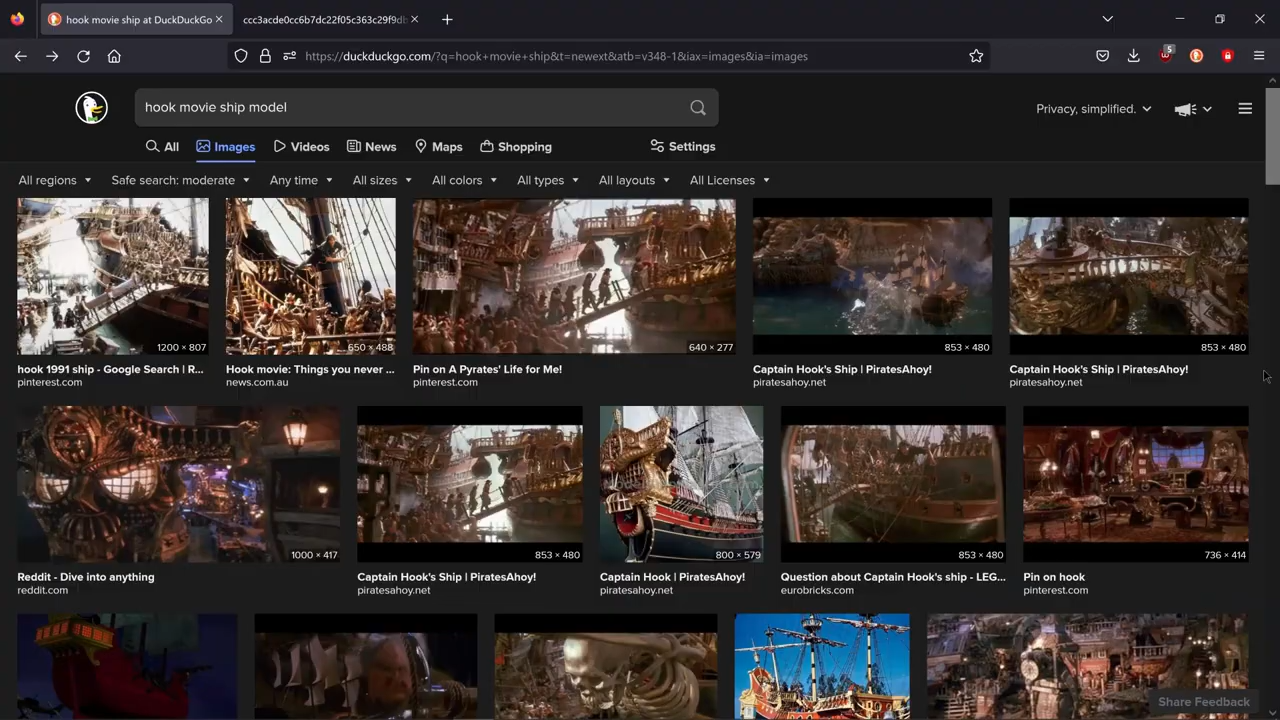 hook movie ship at DuckDuckGo
ccc3acde0cc6b7dc22f05c363c29f9db
https://duckduckgo.com/?q=hook+movie+ship&t=newext&atb=v348-1&iax=images&ia=images
5
hook movie ship model
Privacy, simplified.
All
Images
Videos
News
Maps
Shopping
Settings
All regions
Safe search: moderate
Any time
All sizes
All colors
All types
All layouts
All Licenses
1200 × 807
650 × 488
640 × 277
853 × 480
853 × 480
hook 1991 ship - Google Search | R...
Hook movie: Things you never ...
Pin on A Pyrates' Life for Me!
Captain Hook's Ship | PiratesAhoy!
Captain Hook's Ship | PiratesAhoy!
pinterest.com
news.com.au
pinterest.com
piratesahoy.net
piratesahoy.net
1000 × 417
853 × 480
800 × 579
853 × 480
736 × 414
Reddit - Dive into anything
Captain Hook's Ship | PiratesAhoy!
Captain Hook | PiratesAhoy!
Question about Captain Hook's ship - LEG...
Pin on hook
reddit.com
piratesahoy.net
piratesahoy.net
eurobricks.com
pinterest.com
Share Feedback